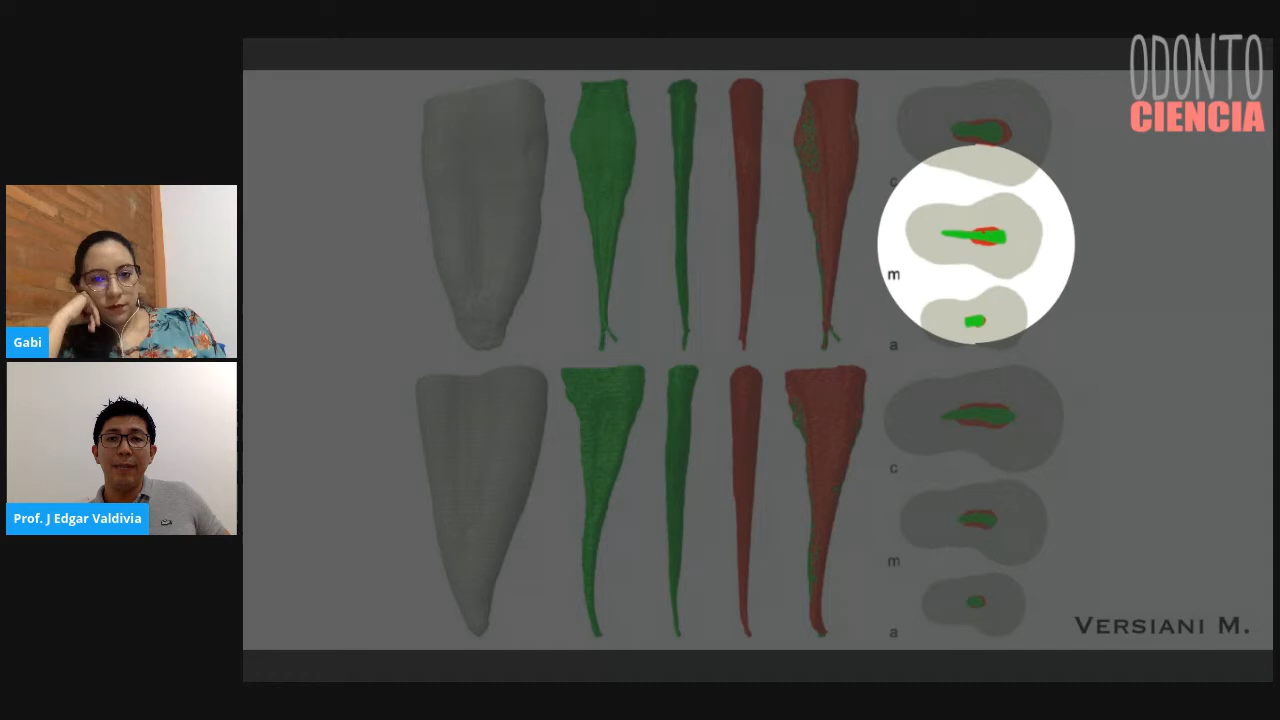 ODONTO
CIENCIA
Gabi
Prof. J Edgar Valdivia
c
m
a
c
m
a
VERSIANI M.